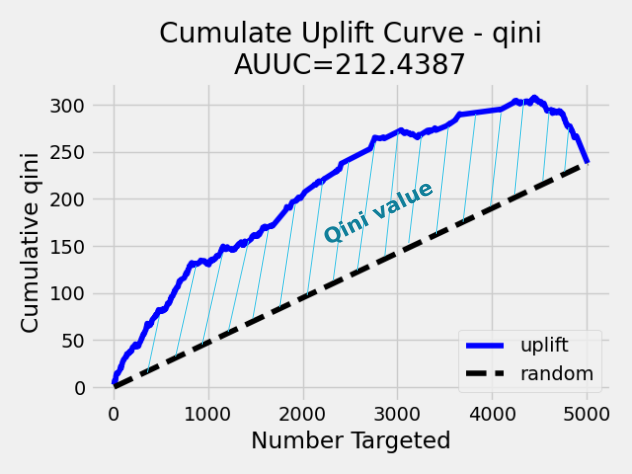 Cumulate Uplift Curve - qini
AUUC=212.4387
300
250
200
150
100
50
0
Cumulative qini
Qini value
uplift
random
0 1000 2000 3000 4000 5000
Number Targeted